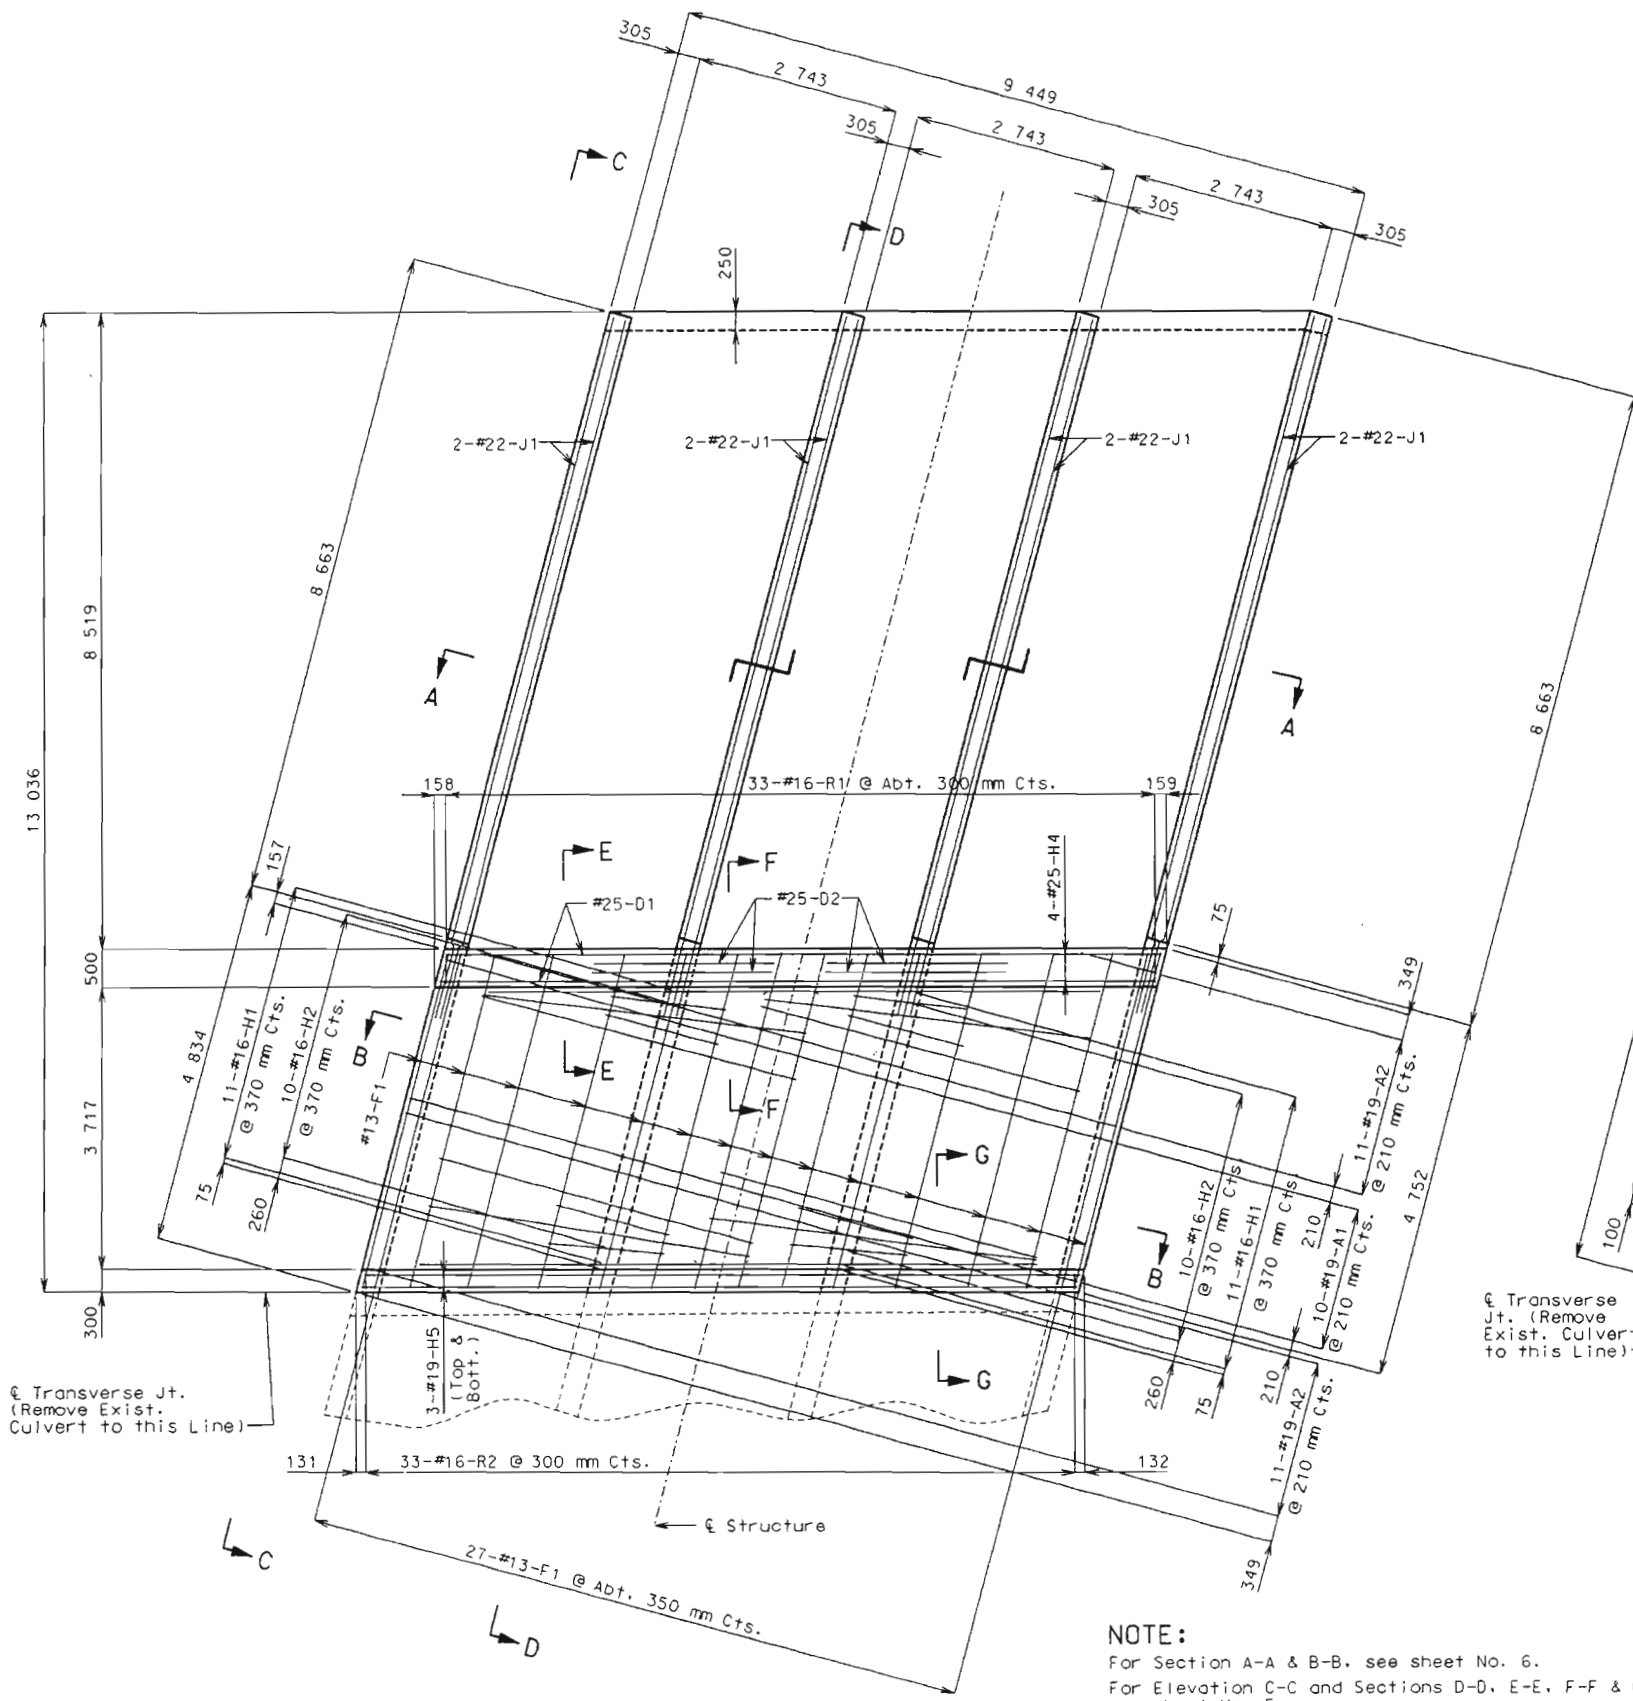 305
2 743
9 449
305
2 743
2 743
305
305
C
D
250
2-#22-J1
2-#22-J1
2-#22-J1
2-#22-J1
8 663
8 519
13 036
8 663
A
A
158
33-#16-R1 @ Abt. 300 mm Cts.
159
157
E
F
#25-D1
#25-D2
4-#25-H4
75
349
500
4 834
11-#16-H1
@ 370 mm Cts.
10-#16-H2
@ 370 mm Cts.
B
#13-F1
E
F
3 717
75
260
G
11-#19-A2
@ 210 mm Cts.
4 752
10-#16-H2
@ 370 mm Cts.
11-#16-H1
@ 370 mm Cts.
210
10-#19-A1
@ 210 mm Cts.
B
100
300
3-#19-H5
(Top &
Bott.)
G
260
75
210
11-#19-A2
@ 210 mm Cts.
349
℄ Transverse Jt.
(Remove Exist.
Culvert to this Line)
℄ Transverse
Jt. (Remove
Exist. Culver
to this Line)
131
33-#16-R2 @ 300 mm Cts.
132
℄ Structure
C
27-#13-F1 @ Abt. 350 mm Cts.
D
NOTE:
For Section A-A & B-B, see sheet No. 6.
For Elevation C-C and Sections D-D, E-E, F-F &